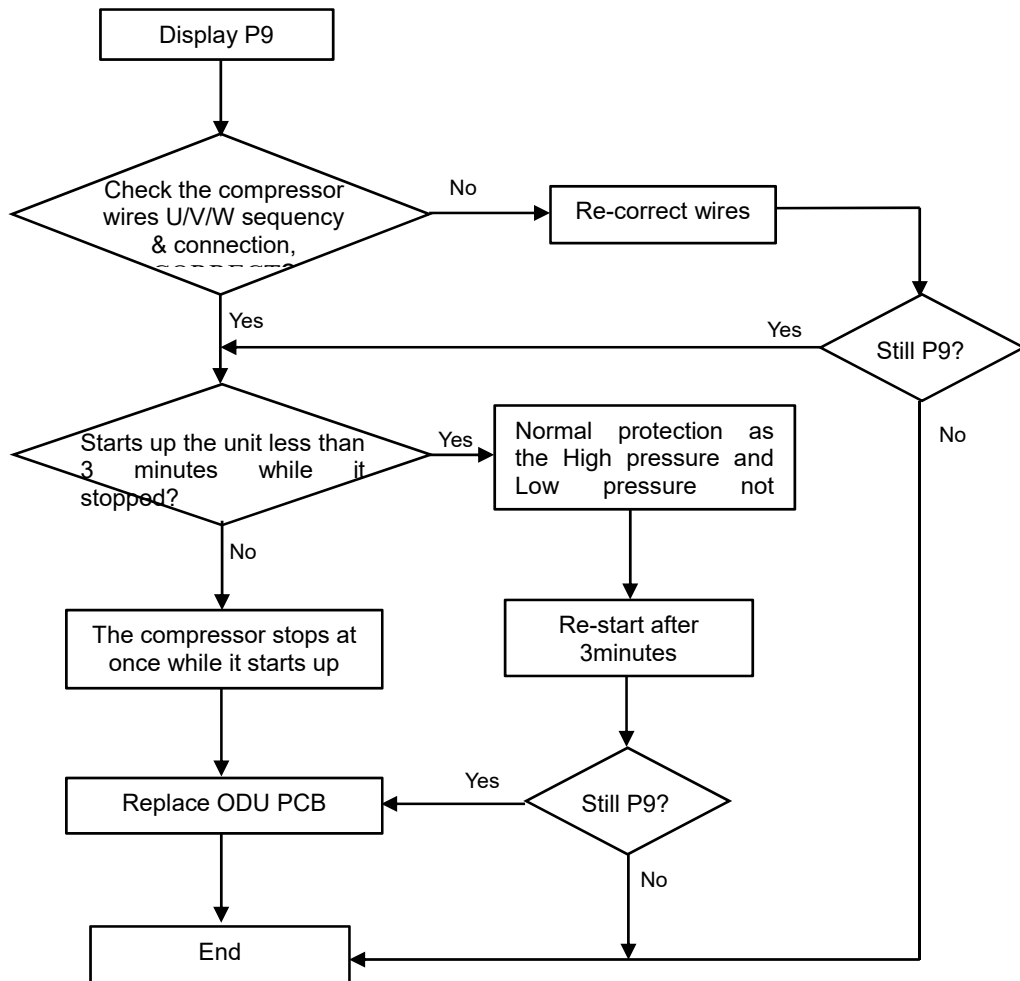 Display P9
Check the compressor
wires U/V/W sequency
& connection,
No
Re-correct wires
Yes
Yes
Still P9?
Starts up the unit less than
3 minutes while it
stopped?
Yes
Normal protection as
the High pressure and
Low pressure not
No
No
The compressor stops at
once while it starts up
Re-start after
3minutes
Replace ODU PCB
Yes
Still P9?
No
End